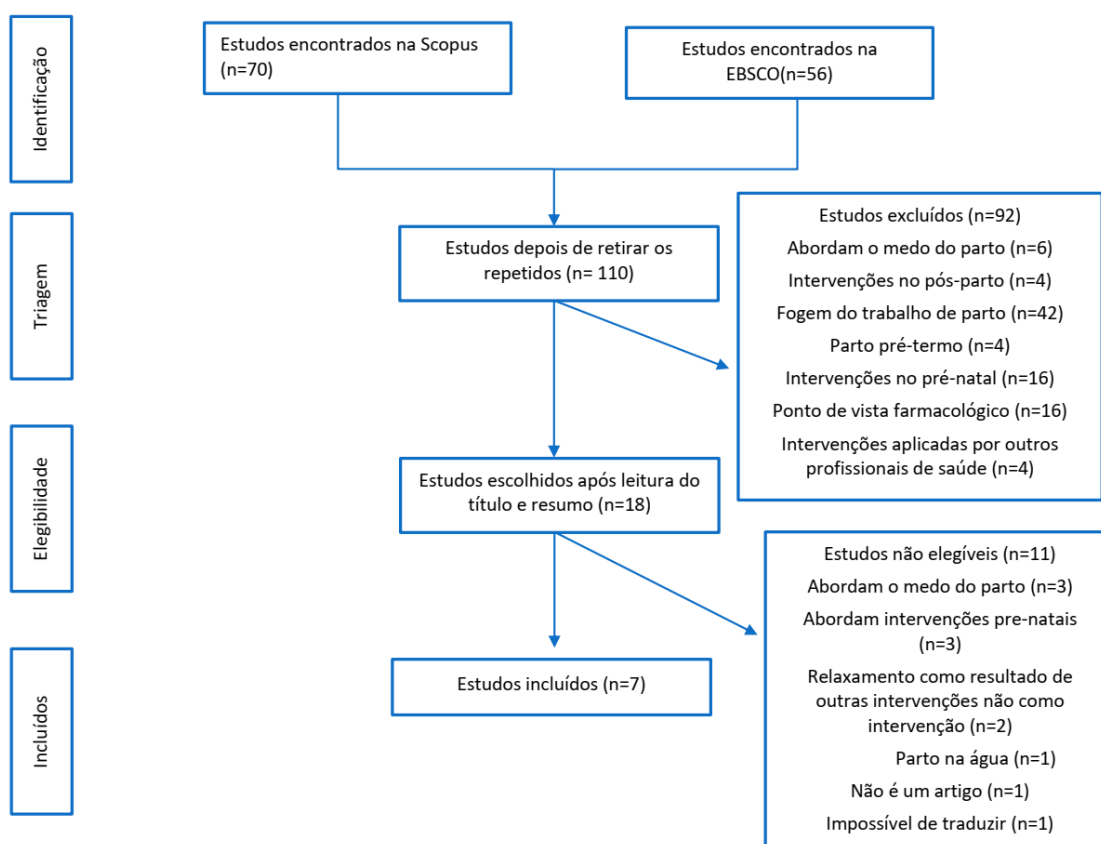 Identificação
Estudos encontrados na Scopus
(n=70)
Estudos encontrados na
EBSCO(n=56)
Triagem
Estudos depois de retirar os
repetidos (n= 110)
Estudos excluídos (n=92)
Abordam o medo do parto (n=6)
Intervenções no pós-parto (n=4)
Fogem do trabalho de parto (n=42)
Parto pré-termo (n=4)
Intervenções no pré-natal (n=16)
Ponto de vista farmacológico (n=16)
Intervenções aplicadas por outros
profissionais de saúde (n=4)
Elegibilidade
Estudos escolhidos após leitura do
título e resumo (n=18)
Estudos não elegíveis (n=11)
Abordam o medo do parto (n=3)
Abordam intervenções pre-natais
(n=3)
Relaxamento como resultado de
outras intervenções não como
intervenção (n=2)
Parto na água (n=1)
Não é um artigo (n=1)
Impossível de traduzir (n=1)
Incluídos
Estudos incluídos (n=7)